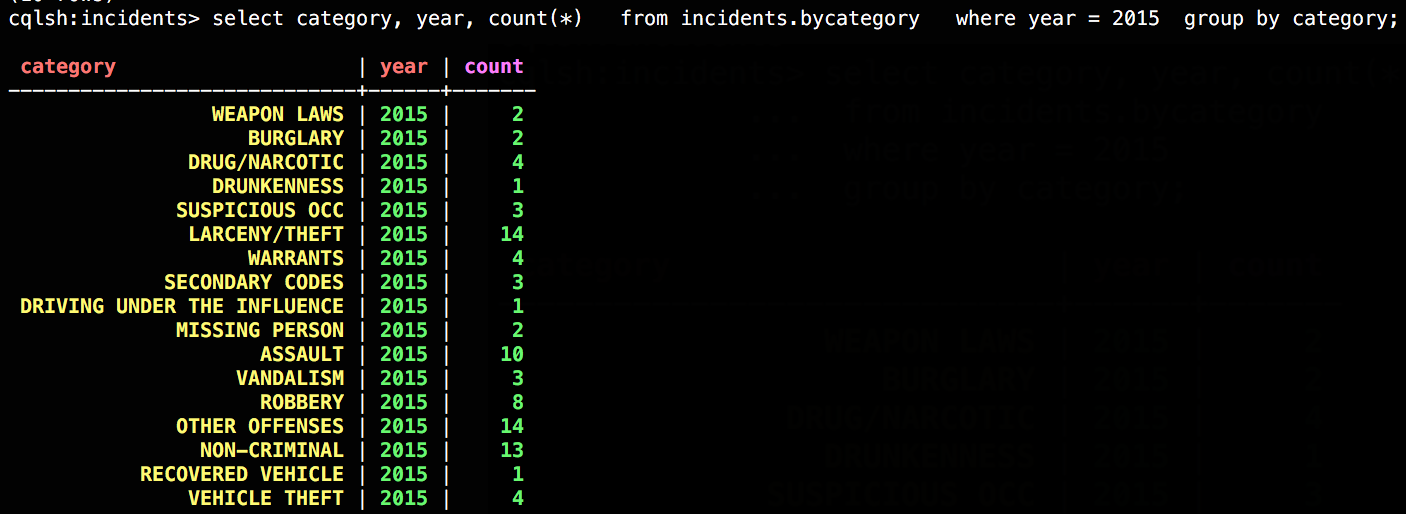 cqlsh:incidents> select category, year, count(*)   from incidents.bycategory   where year = 2015  group by category;
category | year | count
WEAPON LAWS | 2015 | 2
BURGLARY | 2015 | 2
DRUG/NARCOTIC | 2015 | 4
DRUNKENNESS | 2015 | 1
SUSPICIOUS OCC | 2015 | 3
LARCENY/THEFT | 2015 | 14
WARRANTS | 2015 | 4
SECONDARY CODES | 2015 | 3
DRIVING UNDER THE INFLUENCE | 2015 | 1
MISSING PERSON | 2015 | 2
ASSAULT | 2015 | 10
VANDALISM | 2015 | 3
ROBBERY | 2015 | 8
OTHER OFFENSES | 2015 | 14
NON-CRIMINAL | 2015 | 13
RECOVERED VEHICLE | 2015 | 1
VEHICLE THEFT | 2015 | 4